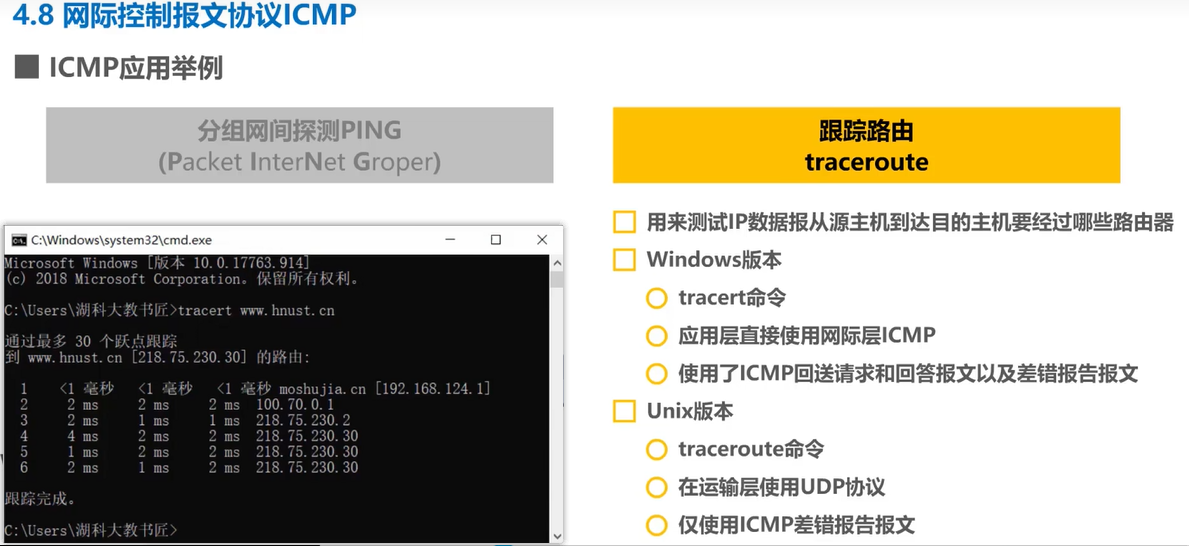 4.8 网际控制报文协议ICMP
ICMP应用举例
分组网间探测PING
(Packet InterNet Groper)
跟踪路由
traceroute
C:\Windows\system32\cmd.exe
Microsoft Windows [版本 10.0.17763.914]
(c) 2018 Microsoft Corporation。保留所有权利。
C:\Users\湖科大教书匠>tracert www.hnust.cn
通过最多 30 个跃点跟踪
到 www.hnust.cn [218.75.230.30] 的路由:
1 <1 毫秒 <1 毫秒 <1 毫秒 moshujia.cn [192.168.124.1]
2 2 ms 2 ms 2 ms 100.70.0.1
3 2 ms 1 ms 1 ms 218.75.230.2
4 4 ms 2 ms 2 ms 218.75.230.30
5 1 ms 2 ms 2 ms 218.75.230.30
6 2 ms 1 ms 2 ms 218.75.230.30
跟踪完成。
C:\Users\湖科大教书匠>
用来测试IP数据报从源主机到达目的主机要经过哪些路由器
Windows版本
tracert命令
应用层直接使用网际层ICMP
使用了ICMP回送请求和回答报文以及差错报告报文
Unix版本
traceroute命令
在运输层使用UDP协议
仅使用ICMP差错报告报文